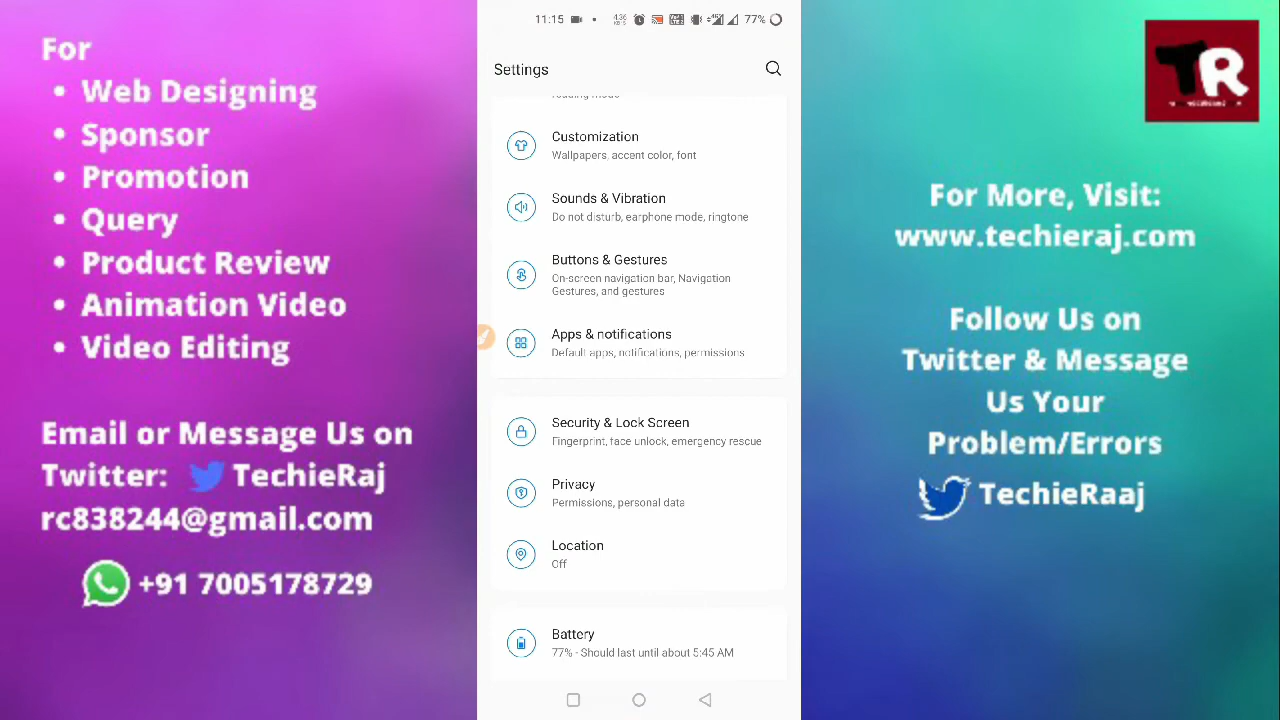 For
• Web Designing
• Sponsor
• Promotion
• Query
• Product Review
• Animation Video
• Video Editing
Email or Message Us on
Twitter: TechieRaj
rc838244@gmail.com
+91 7005178729
11:15
77%
Settings
reading mode
Customization
Wallpapers, accent color, font
Sounds & Vibration
Do not disturb, earphone mode, ringtone
Buttons & Gestures
On-screen navigation bar, Navigation
Gestures, and gestures
Apps & notifications
Default apps, notifications, permissions
Security & Lock Screen
Fingerprint, face unlock, emergency rescue
Privacy
Permissions, personal data
Location
Off
Battery
77% - Should last until about 5:45 AM
TR
For More, Visit:
www.techieraj.com
Follow Us on
Twitter & Message
Us Your
Problem/Errors
TechieRaaj